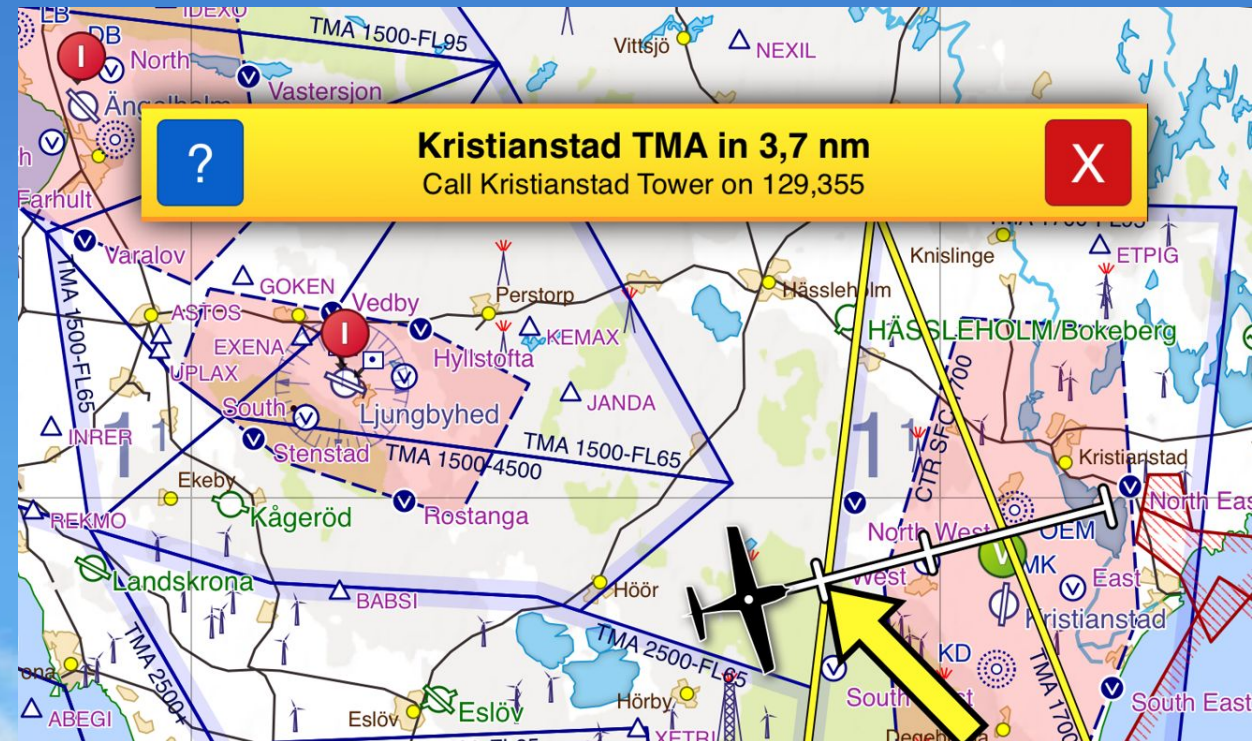 LB
IDEXU
DB
I
North
TMA 1500-FL95
Vittsjö
NEXIL
V
Vastersjon
?
Kristianstad TMA in 3,7 nm
Call Kristianstad Tower on 129,355
X
Farhult
Varalov
Knislinge
ETPIG
GOKEN
Vedby
Perstorp
Hässleholm
ASTOS
TMA 1500-FL65
EXENA
I
KEMAX
HÄSSLEHOLM/Bokeberg
Hyllstofta
UPLAX
JANDA
South
Ljungbyhed
INRER
11
Stenstad
TMA 1500-4500
TMA 1500-FL65
11
CTR SFC-1700
Kristianstad
Ekeby
Rostanga
North East
REKMO
Kågeröd
North West
OEM
V
MK
West
East
Landskrona
BABSI
Höör
Kristianstad
TMA 2500+
TMA 2500-FL65
KD
TMA 1700
South East
Hörby
ABEGI
Eslöv
Eslöv
XETRI